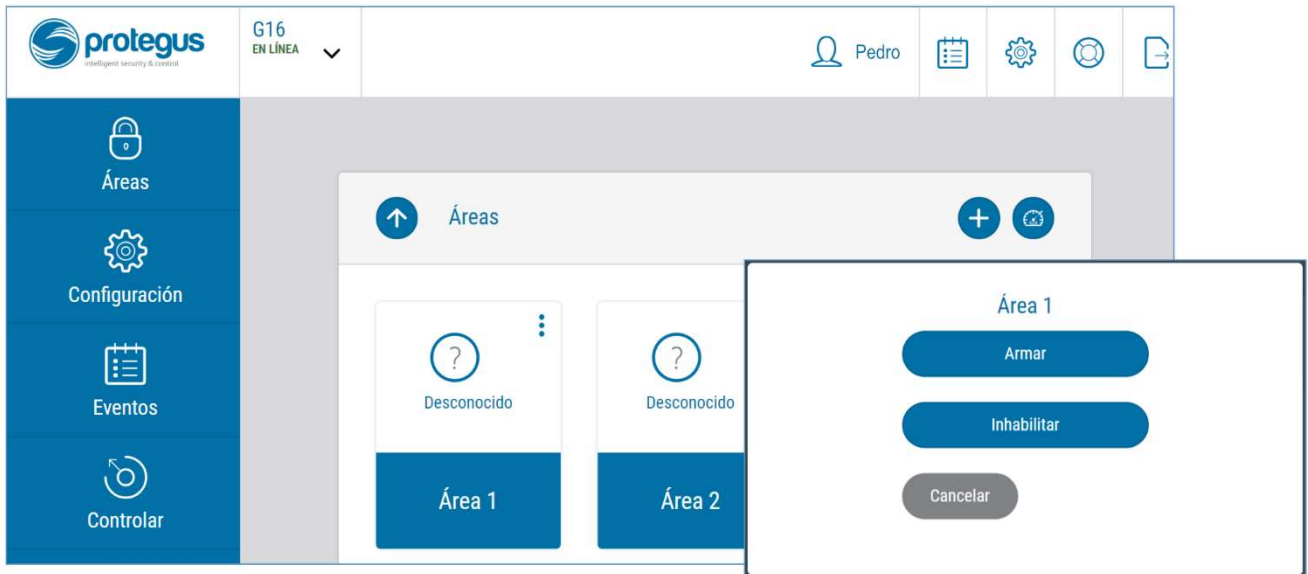 protegus
intelligent security & control
G16
EN LÍNEA
Pedro
Áreas
Configuración
Eventos
Controlar
Áreas
?
Desconocido
Área 1
?
Desconocido
Área 2
Área 1
Armar
Inhabilitar
Cancelar